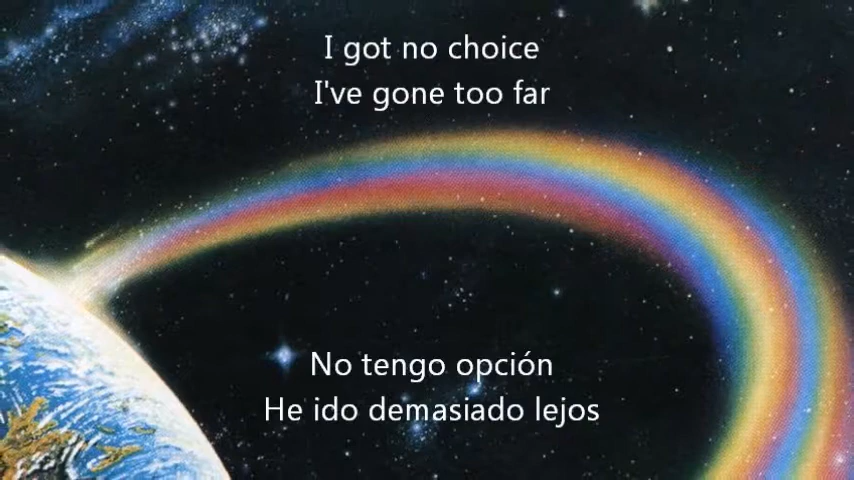 I got no choice
I've gone too far
No tengo opción
He ido demasiado lejos